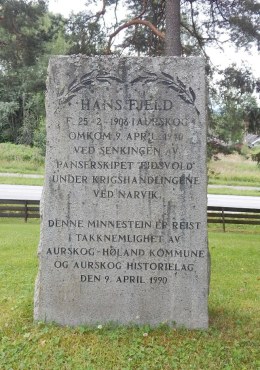 HANS FJELD
F. 25-2-1906 I AURSKOG
OMKOM 9. APRIL 1940
VED SENKINGEN AV
PANSERSKIPET "EIDSVOLD"
UNDER KRIGSHANDLINGENE
VED NARVIK.
DENNE MINNESTEIN ER REIST
I TAKKNEMLIGHET AV
AURSKOG-HØLAND KOMMUNE
OG AURSKOG HISTORIELAG
DEN 9. APRIL 1990